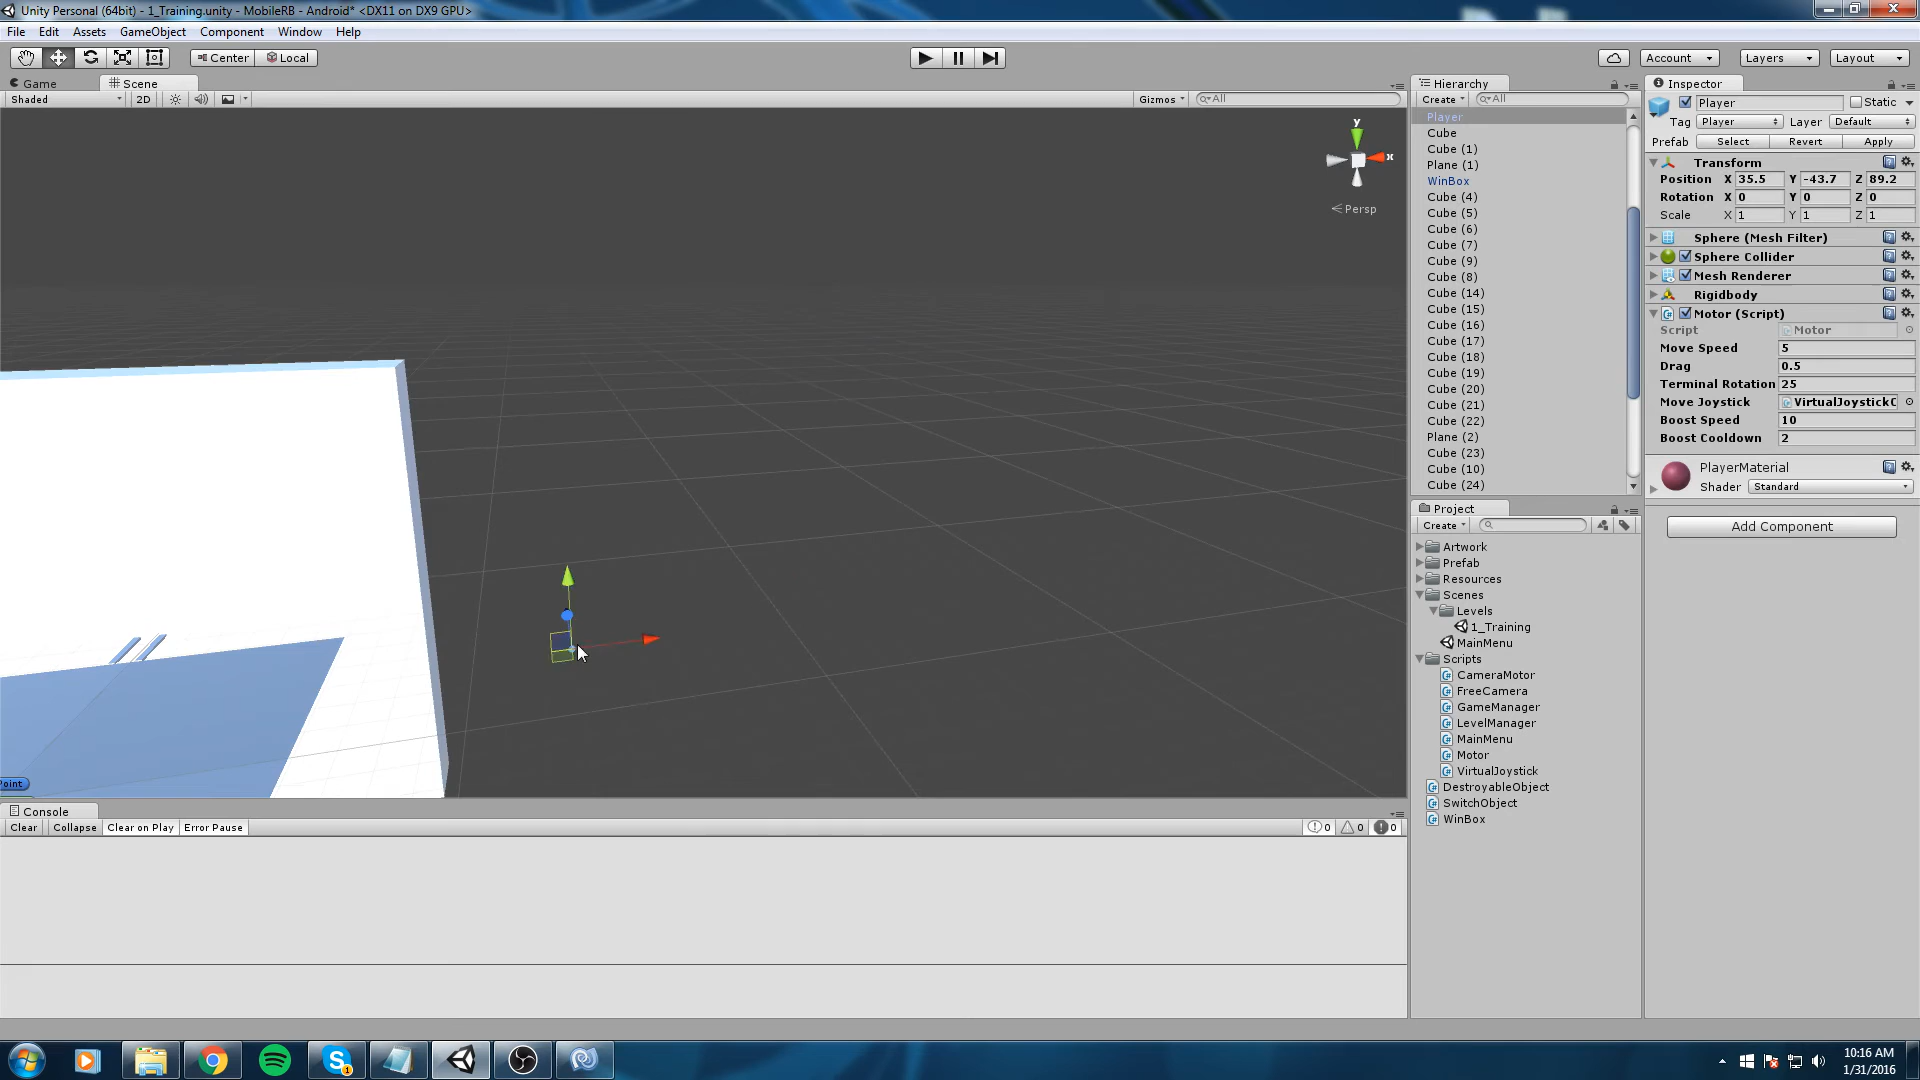 Unity Personal (64bit) - 1_Training.unity - MobileRB - Android* <DX11 on DX9 GPU>
File Edit Assets GameObject Component Window Help
Center Local
Account Layers Layout
Game Scene
Shaded 2D Gizmos All
y
x
Persp
Point
Console
Clear Collapse Clear on Play Error Pause 0 0 0
Hierarchy
Create All
Player
Cube
Cube (1)
Plane (1)
WinBox
Cube (4)
Cube (5)
Cube (6)
Cube (7)
Cube (9)
Cube (8)
Cube (14)
Cube (15)
Cube (16)
Cube (17)
Cube (18)
Cube (19)
Cube (20)
Cube (21)
Cube (22)
Plane (2)
Cube (23)
Cube (10)
Cube (24)
Project
Create
Artwork
Prefab
Resources
Scenes
Levels
1_Training
MainMenu
Scripts
CameraMotor
FreeCamera
GameManager
LevelManager
MainMenu
Motor
VirtualJoystick
DestroyableObject
SwitchObject
WinBox
Inspector
Player Static
Tag Player Layer Default
Prefab Select Revert Apply
Transform
Position X 35.5 Y -43.7 Z 89.2
Rotation X 0 Y 0 Z 0
Scale X 1 Y 1 Z 1
Sphere (Mesh Filter)
Sphere Collider
Mesh Renderer
Rigidbody
Motor (Script)
Script Motor
Move Speed 5
Drag 0.5
Terminal Rotation 25
Move Joystick VirtualJoystickC
Boost Speed 10
Boost Cooldown 2
PlayerMaterial
Shader Standard
Add Component
10:16 AM
1/31/2016